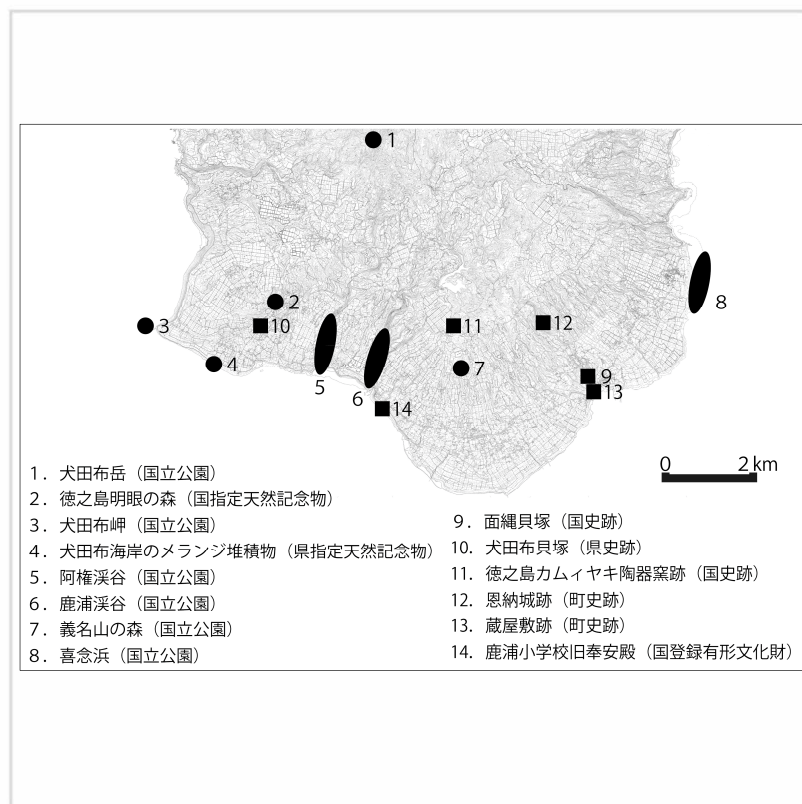 1
2
3
10
11
12
8
4
5
6
7
9
13
14
0 2 km
1．犬田布岳（国立公園）
2．徳之島明眼の森（国指定天然記念物）
3．犬田布岬（国立公園）
4．犬田布海岸のメランジ堆積物（県指定天然記念物）
5．阿権渓谷（国立公園）
6．鹿浦渓谷（国立公園）
7．義名山の森（国立公園）
8．喜念浜（国立公園）
9．面縄貝塚（国史跡）
10．犬田布貝塚（県史跡）
11．徳之島カムィヤキ陶器窯跡（国史跡）
12．恩納城跡（町史跡）
13．蔵屋敷跡（町史跡）
14．鹿浦小学校旧奉安殿（国登録有形文化財）